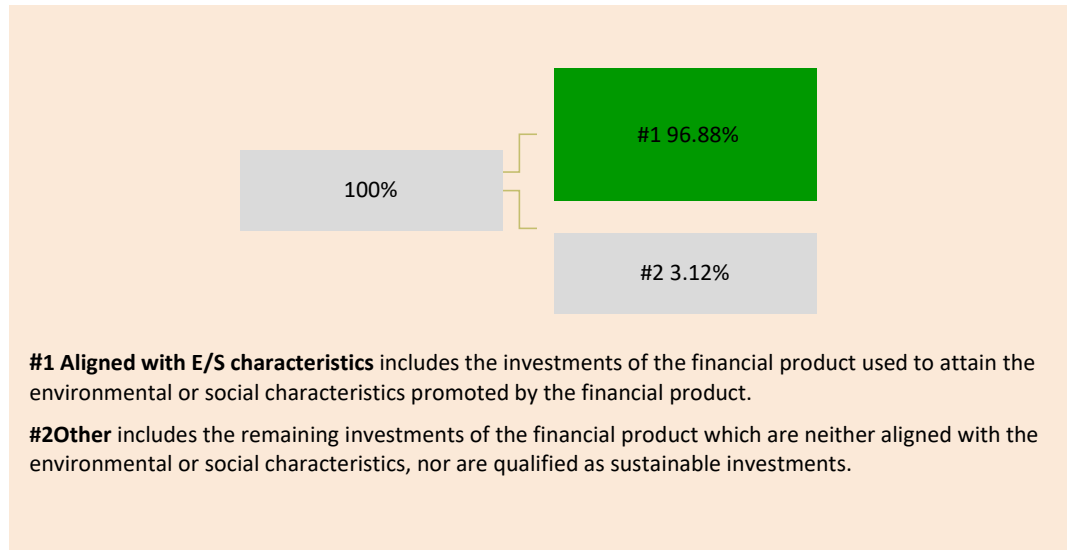 #1 96.88%
100%
#2 3.12%
#1 Aligned with E/S characteristics includes the investments of the financial product used to attain the
environmental or social characteristics promoted by the financial product.
#2Other includes the remaining investments of the financial product which are neither aligned with the
environmental or social characteristics, nor are qualified as sustainable investments.